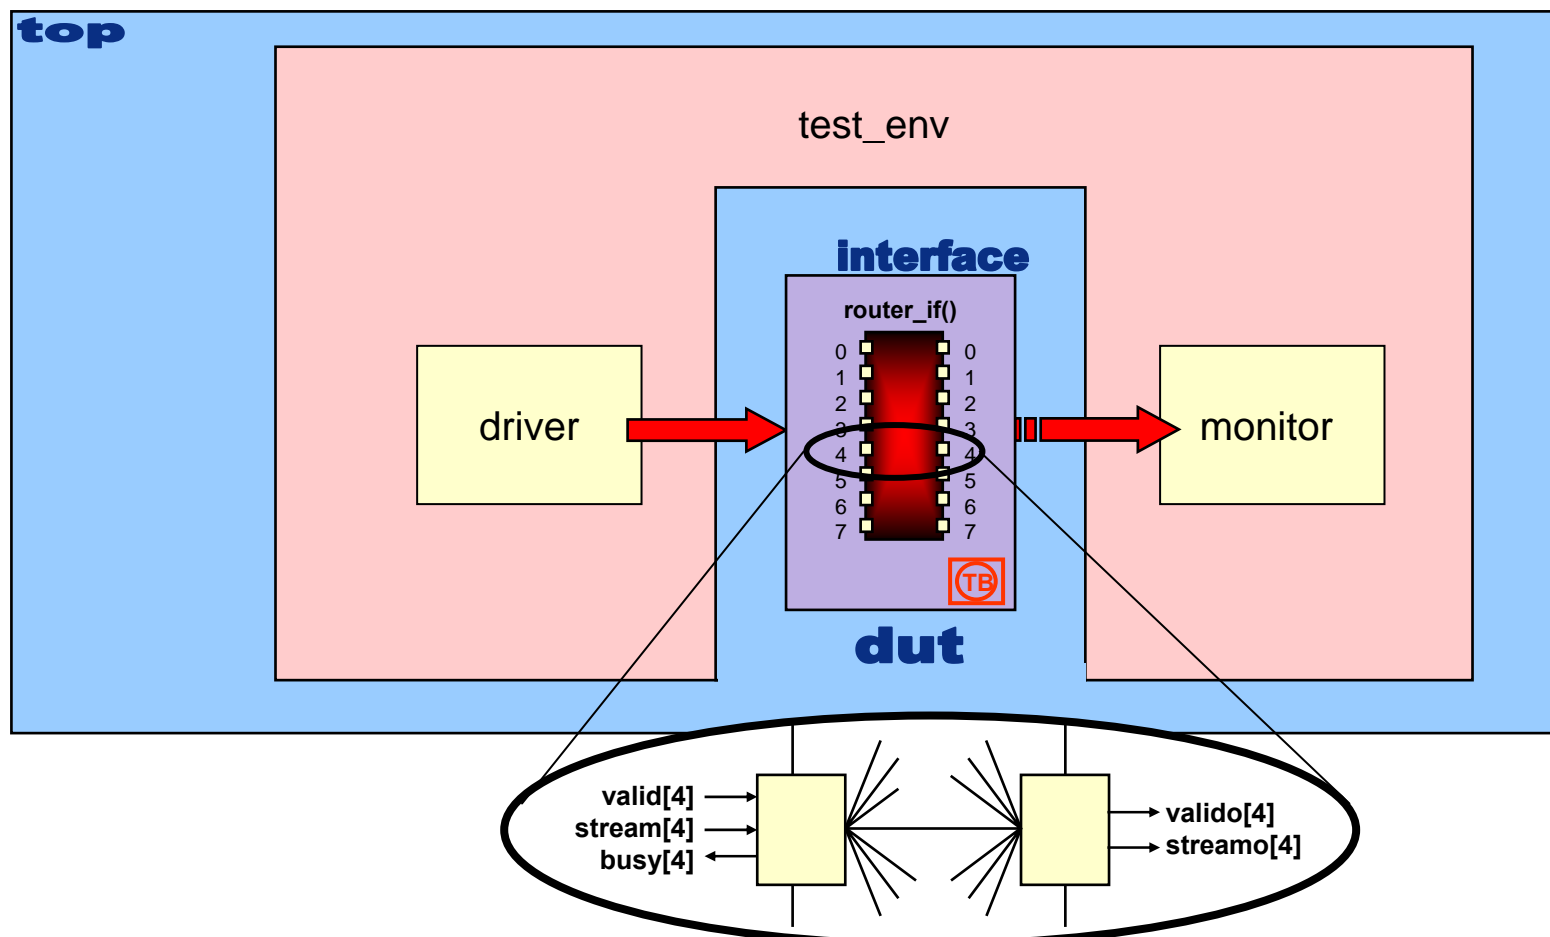 top
test_env
interface
router_if()
0 0
1 1
2 2
3 3
4 4
5 5
6 6
7 7
driver
monitor
TB
dut
valid[4]
stream[4]
busy[4]
valido[4]
streamo[4]